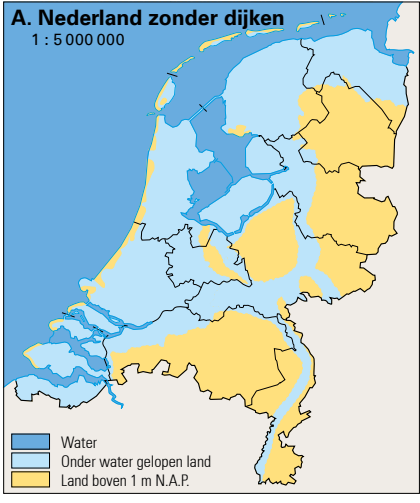 A. Nederland zonder dijken
1 : 5 000 000
Water
Onder water gelopen land
Land boven 1 m N.A.P.